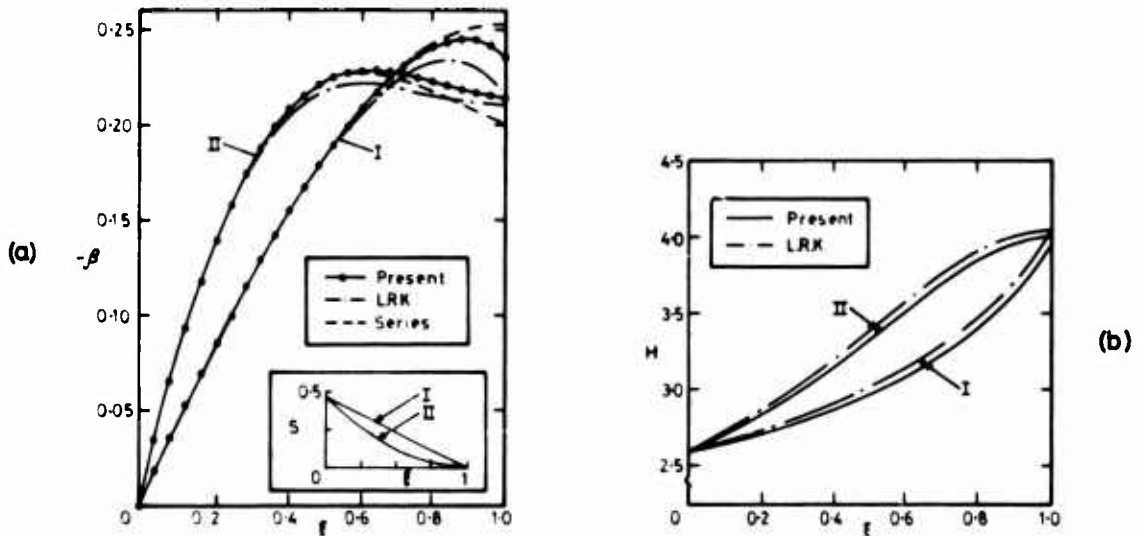 (a)
0·25
0·20
0·15
-β
0·10
0·05
0
0·2
0·4
0·6
0·8
1·0
ξ
II
I
Present
LRK
Series
0·5
S
0
ξ
1
I
II
(b)
4·5
4·0
3·5
H
3·0
2·5
0
0·2
0·4
0·6
0·8
1·0
ξ
Present
L.R.K
II
I